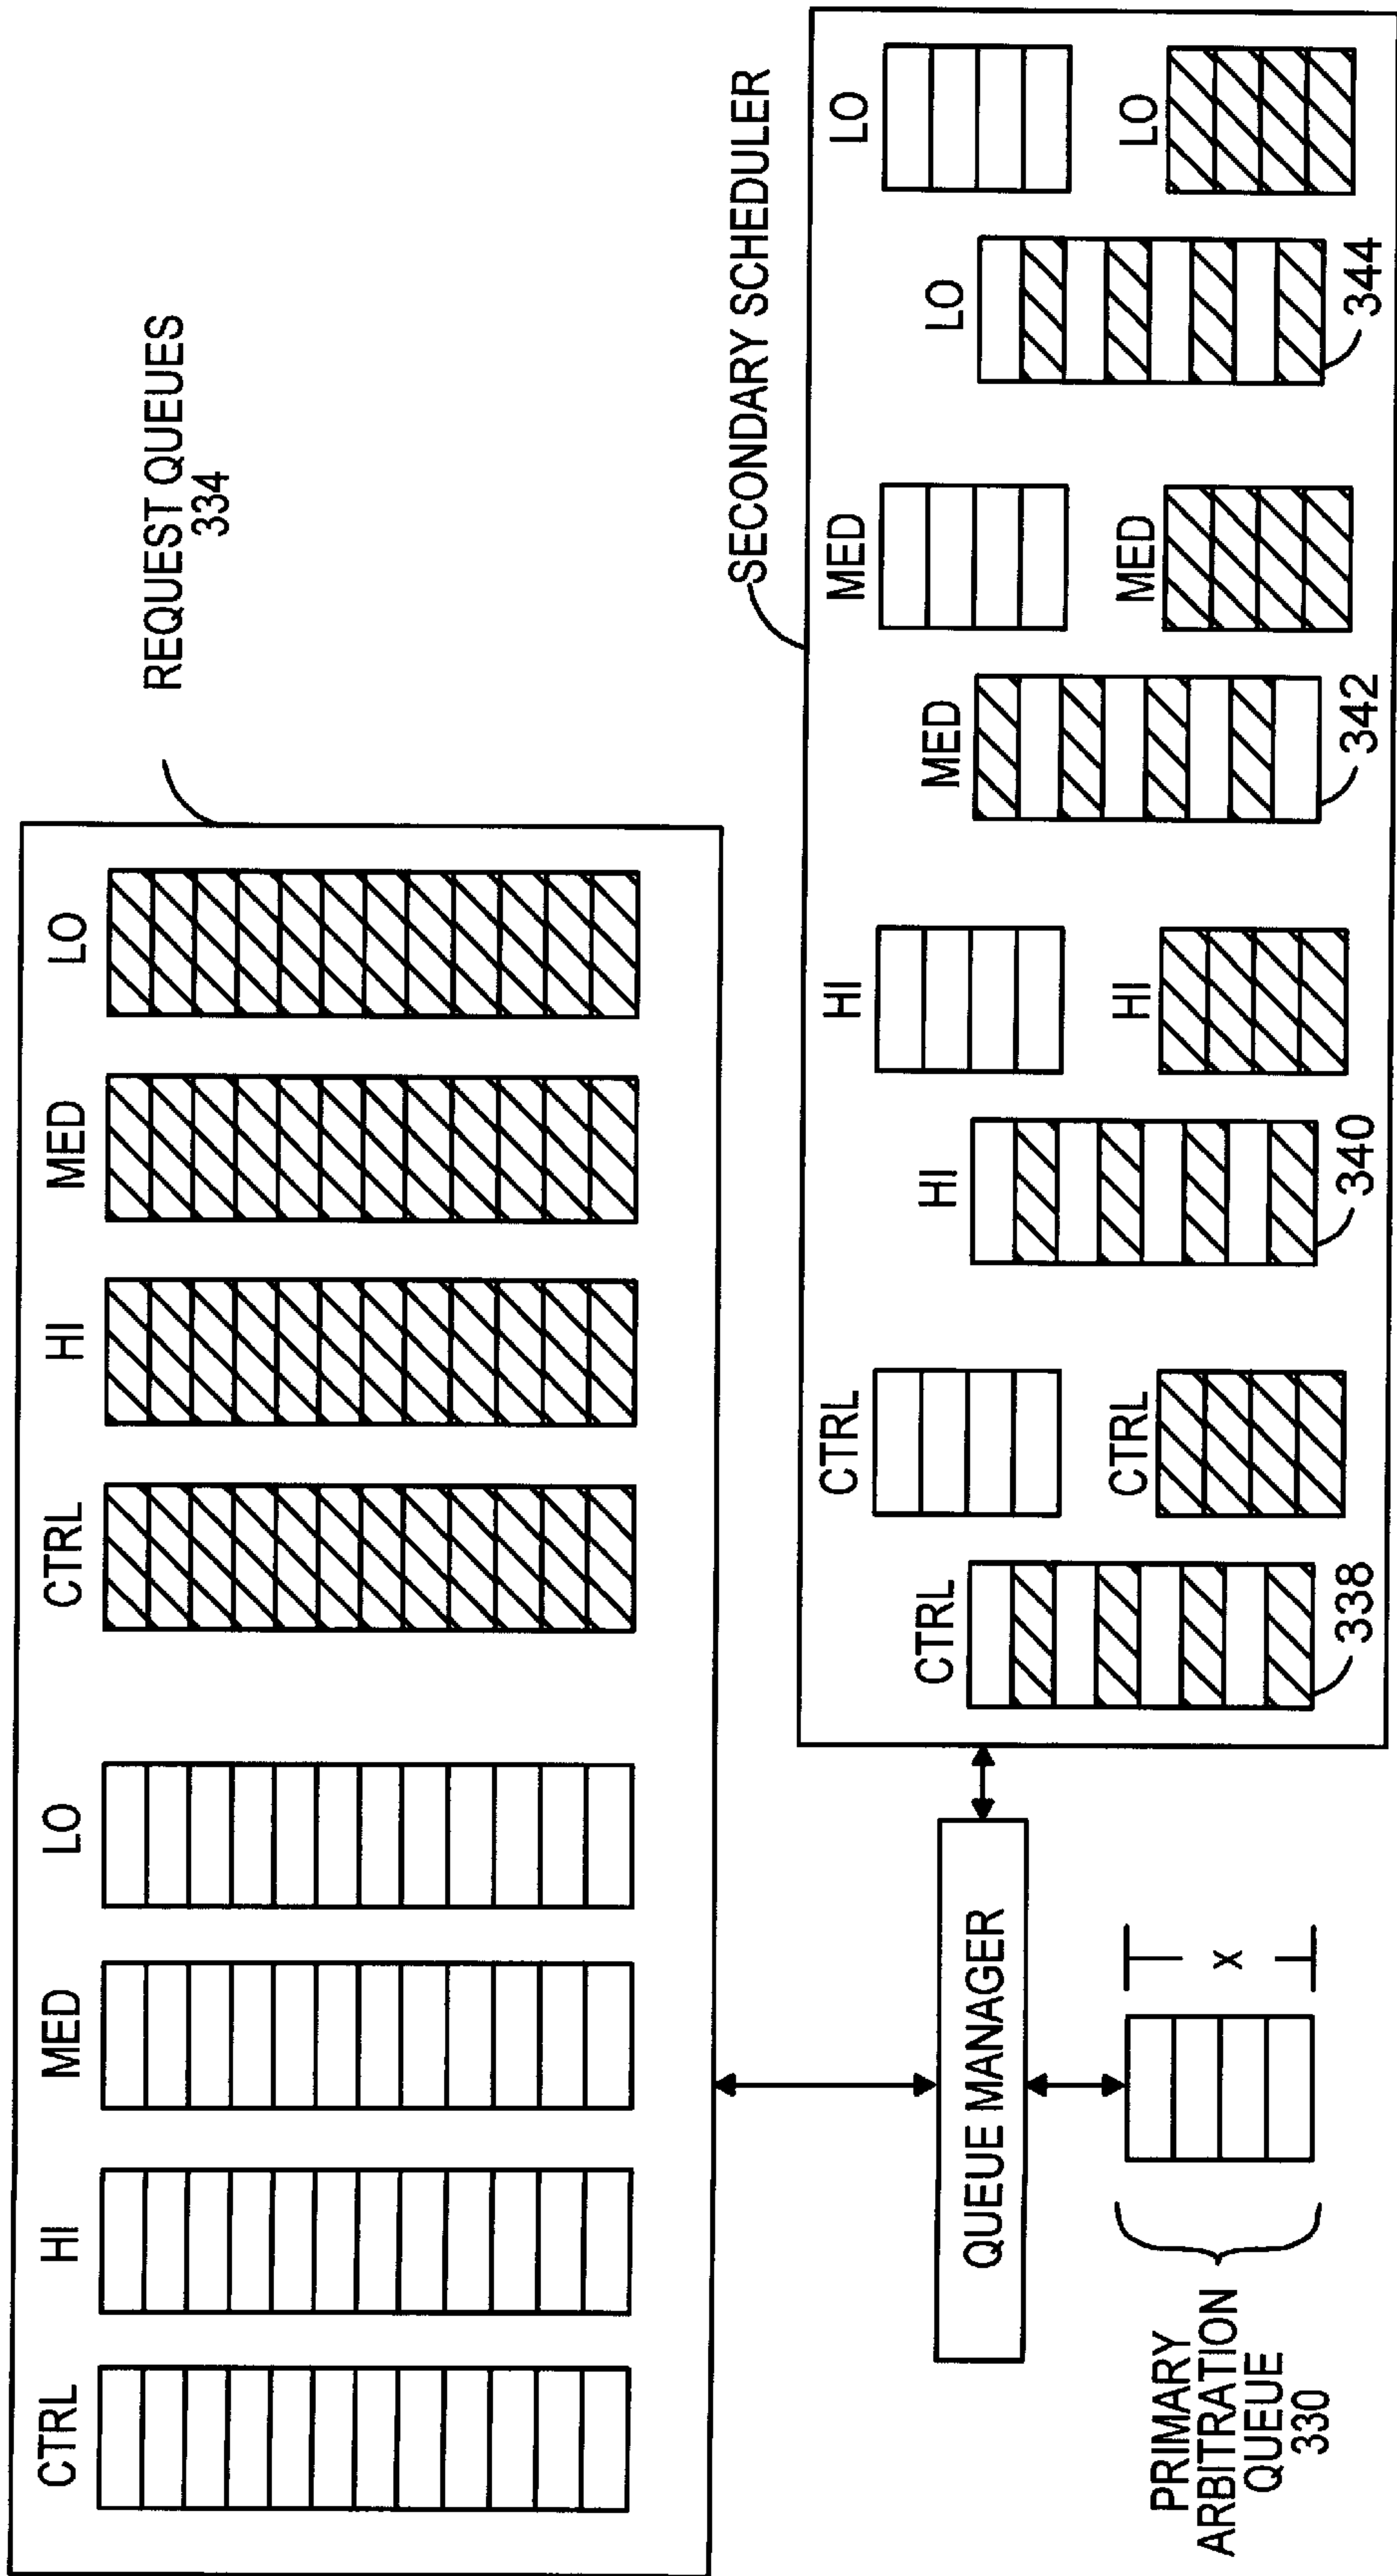 REQUEST QUEUES
334
CTRL
HI
MED
LO
CTRL
HI
MED
LO
QUEUE MANAGER
PRIMARY
ARBITRATION
QUEUE
330
X
SECONDARY SCHEDULER
CTRL
338
CTRL
CTRL
HI
340
HI
HI
MED
342
MED
MED
LO
344
LO
LO